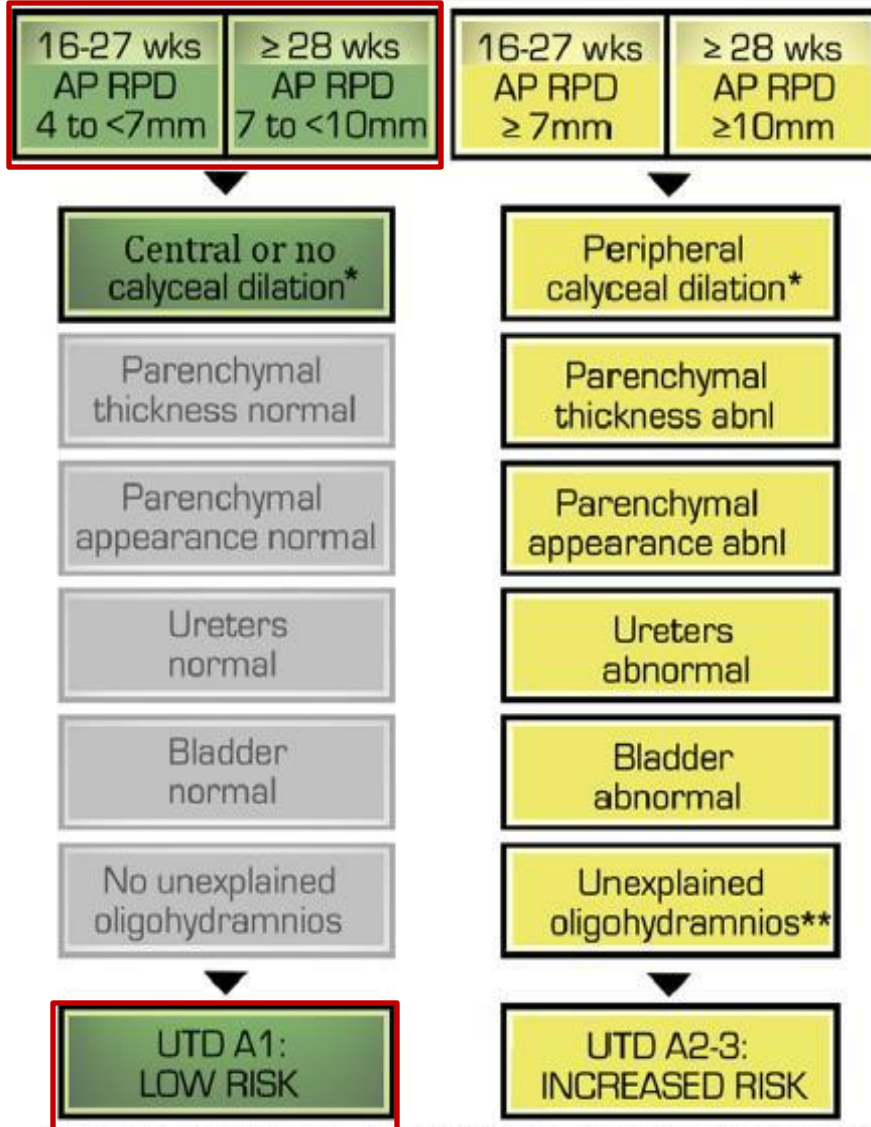 16-27 wks
AP RPD
4 to <7mm
≥ 28 wks
AP RPD
7 to <10mm
Central or no
calyceal dilation*
Parenchymal
thickness normal
Parenchymal
appearance normal
Ureters
normal
Bladder
normal
No unexplained
oligohydramnios
UTD A1:
LOW RISK
16-27 wks
AP RPD
≥ 7mm
≥ 28 wks
AP RPD
≥10mm
Peripheral
calyceal dilation*
Parenchymal
thickness abnl
Parenchymal
appearance abnl
Ureters
abnormal
Bladder
abnormal
Unexplained
oligohydramnios**
UTD A2-3:
INCREASED RISK